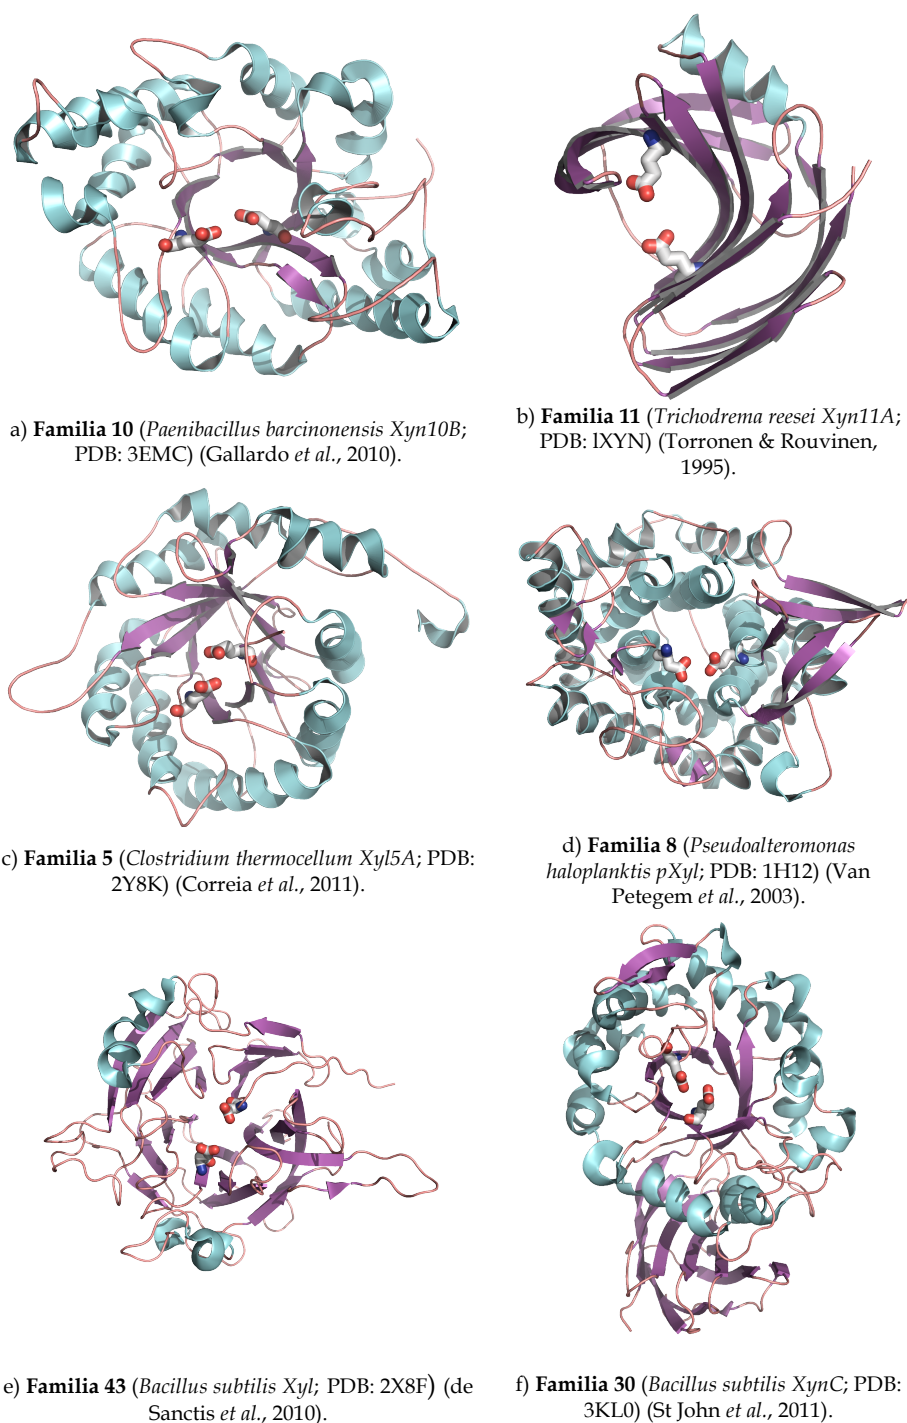 a) Familia 10 (Paenibacillus barcinonensis Xyn10B;
PDB: 3EMC) (Gallardo et al., 2010).
b) Familia 11 (Trichodrema reesei Xyn11A;
PDB: lXYN) (Torronen & Rouvinen,
1995).
c) Familia 5 (Clostridium thermocellum Xyl5A; PDB:
2Y8K) (Correia et al., 2011).
d) Familia 8 (Pseudoalteromonas
haloplanktis pXyl; PDB: 1H12) (Van
Petegem et al., 2003).
e) Familia 43 (Bacillus subtilis Xyl; PDB: 2X8F) (de
Sanctis et al., 2010).
f) Familia 30 (Bacillus subtilis XynC; PDB:
3KL0) (St John et al., 2011).